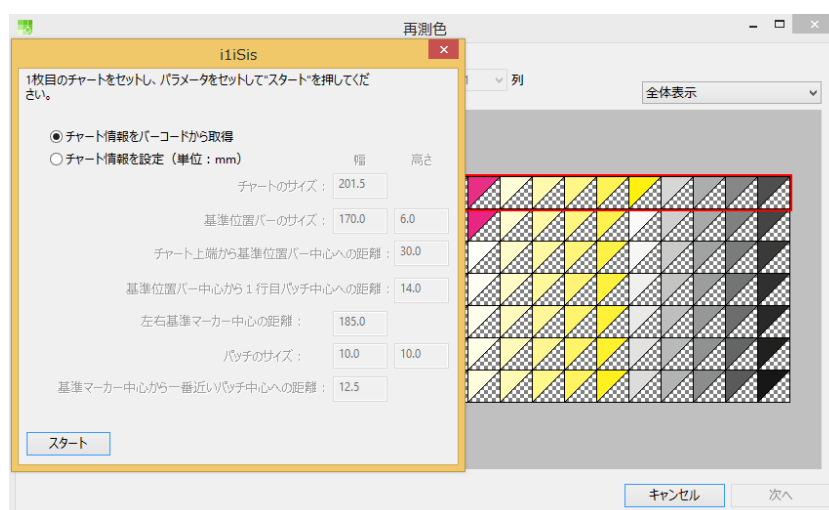 再測色
i1iSis
1枚目のチャートをセットし、パラメータをセットして"スタート"を押してくだ
さい。
チャート情報をバーコードから取得
チャート情報を設定（単位：mm）
幅 高さ
チャートのサイズ： 201.5
基準位置バーのサイズ： 170.0 6.0
チャート上端から基準位置バー中心への距離： 30.0
基準位置バー中心から１行目パッチ中心への距離： 14.0
左右基準マーカー中心の距離： 185.0
パッチのサイズ： 10.0 10.0
基準マーカー中心から一番近いパッチ中心への距離： 12.5
スタート
1 列
全体表示
キャンセル 次へ